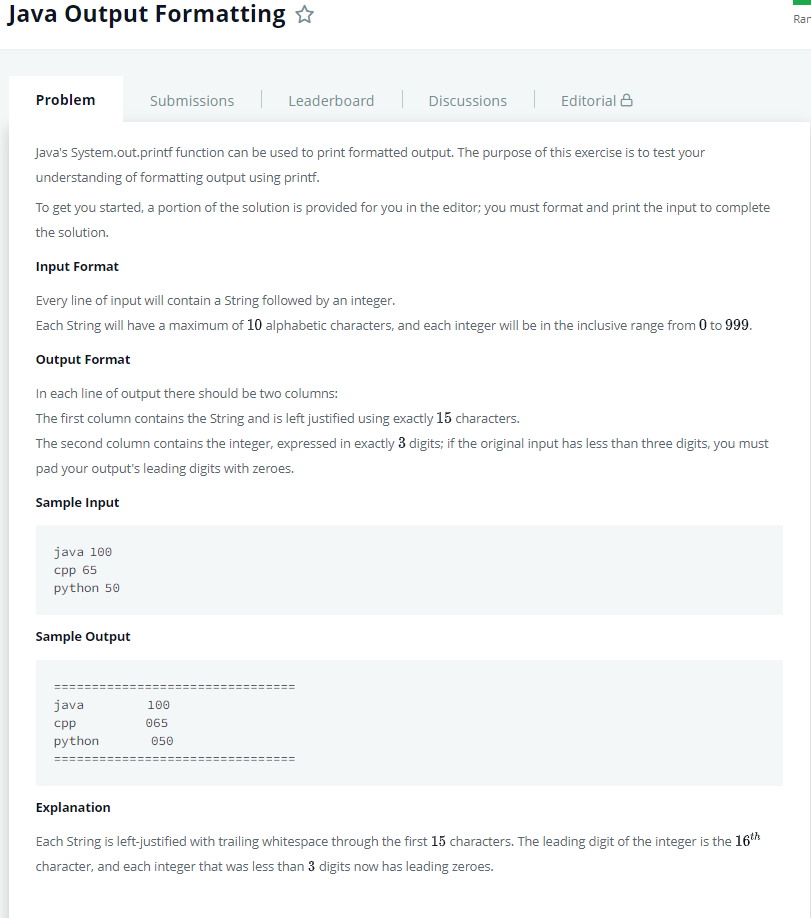 Java Output Formatting
Ran
Problem
Submissions
Leaderboard
Discussions
Editorial
Java's System.out.printf function can be used to print formatted output. The purpose of this exercise is to test your
understanding of formatting output using printf.
To get you started, a portion of the solution is provided for you in the editor; you must format and print the input to complete
the solution.
Input Format
Every line of input will contain a String followed by an integer.
Each String will have a maximum of 10 alphabetic characters, and each integer will be in the inclusive range from 0 to 999.
Output Format
In each line of output there should be two columns:
The first column contains the String and is left justified using exactly 15 characters.
The second column contains the integer, expressed in exactly 3 digits; if the original input has less than three digits, you must
pad your output's leading digits with zeroes.
Sample Input
java 100
cpp 65
python 50
Sample Output
================================
java           100
cpp            065
python         050
================================
Explanation
Each String is left-justified with trailing whitespace through the first 15 characters. The leading digit of the integer is the 16th
character, and each integer that was less than 3 digits now has leading zeroes.